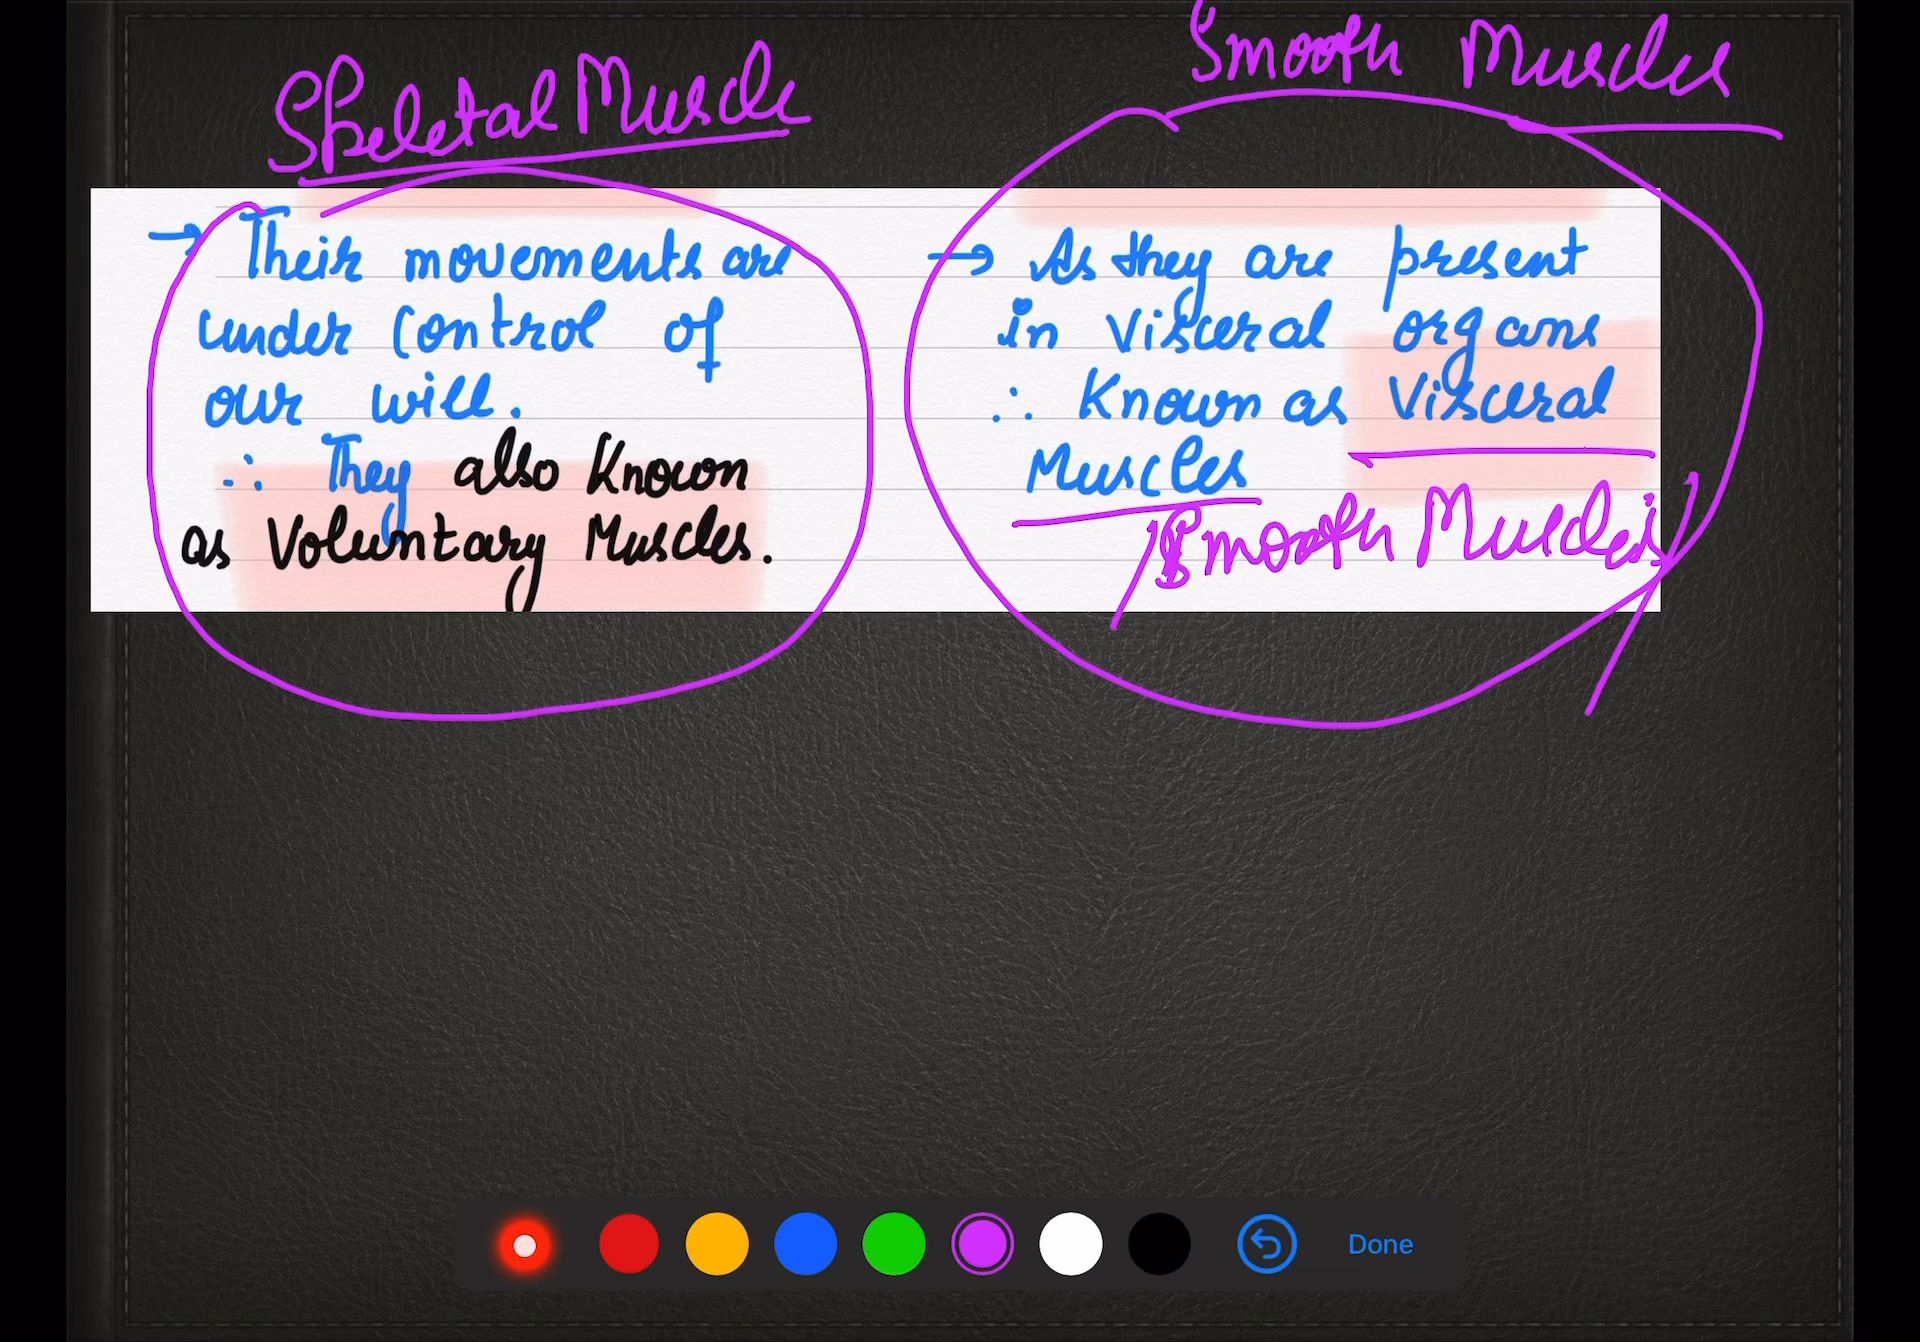 Skeletal Muscle
Smooth Muscles
→ Their movements are
under control of
our will.
∴ They also Known
as Voluntary Muscles.
→ As they are present
in Visceral organs
∴ Known as Visceral
Muscles
Smooth Muscles
Done